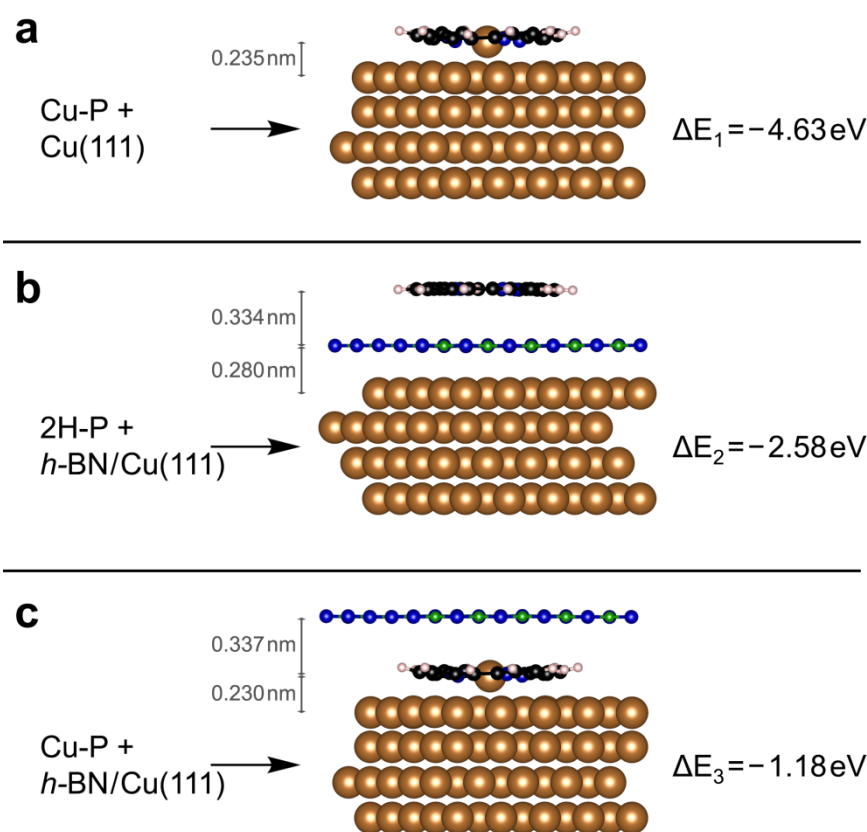 a
0.235 nm
Cu-P +
Cu(111)
ΔE₁ = −4.63 eV
b
0.334 nm
0.280 nm
2H-P +
h-BN/Cu(111)
ΔE₂ = −2.58 eV
c
0.337 nm
0.230 nm
Cu-P +
h-BN/Cu(111)
ΔE₃ = −1.18 eV